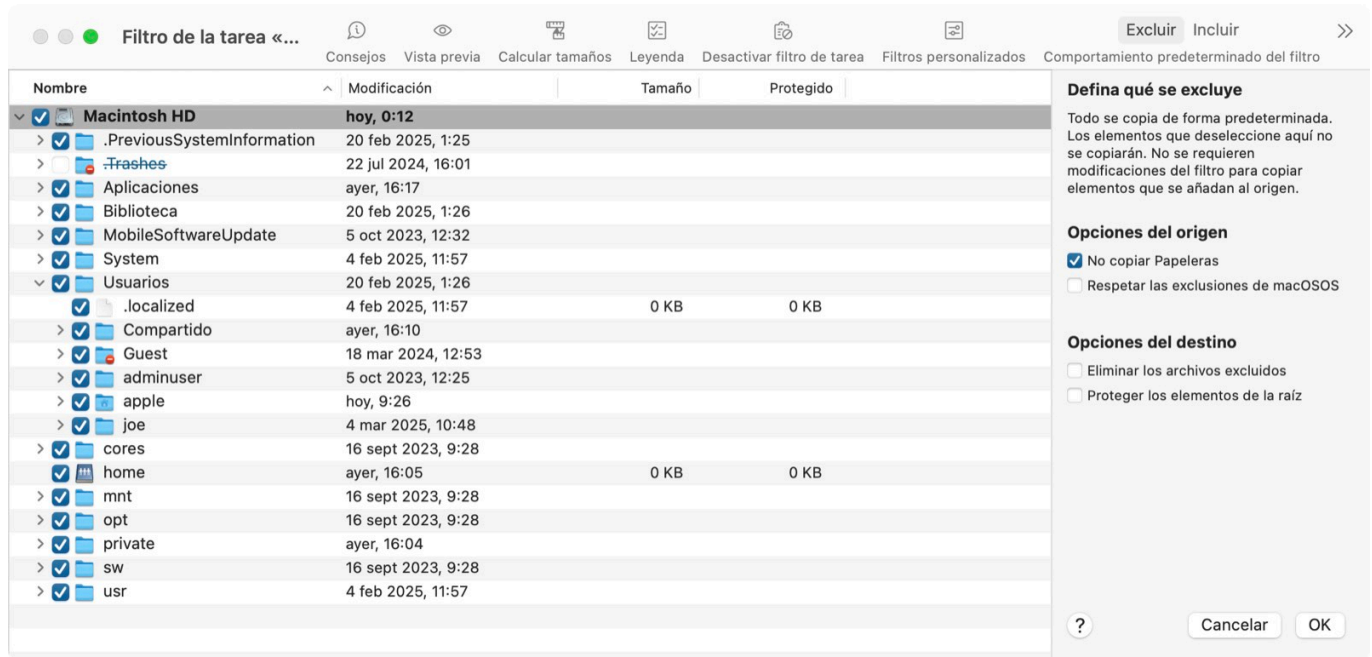 Filtro de la tarea «...
Consejos Vista previa Calcular tamaños Leyenda Desactivar filtro de tarea Filtros personalizados
Excluir Incluir
Comportamiento predeterminado del filtro
Nombre Modificación Tamaño Protegido
Macintosh HD hoy, 0:12
.PreviousSystemInformation 20 feb 2025, 1:25
.Trashes 22 jul 2024, 16:01
Aplicaciones ayer, 16:17
Biblioteca 20 feb 2025, 1:26
MobileSoftwareUpdate 5 oct 2023, 12:32
System 4 feb 2025, 11:57
Usuarios 20 feb 2025, 1:26
.localized 4 feb 2025, 11:57 0 KB 0 KB
Compartido ayer, 16:10
Guest 18 mar 2024, 12:53
adminuser 5 oct 2023, 12:25
apple hoy, 9:26
joe 4 mar 2025, 10:48
cores 16 sept 2023, 9:28
home ayer, 16:05 0 KB 0 KB
mnt 16 sept 2023, 9:28
opt 16 sept 2023, 9:28
private ayer, 16:04
sw 16 sept 2023, 9:28
usr 4 feb 2025, 11:57
Defina qué se excluye
Todo se copia de forma predeterminada.
Los elementos que deseleccione aquí no
se copiarán. No se requieren
modificaciones del filtro para copiar
elementos que se añadan al origen.
Opciones del origen
No copiar Papeleras
Respetar las exclusiones de macOSOS
Opciones del destino
Eliminar los archivos excluidos
Proteger los elementos de la raíz
? Cancelar OK